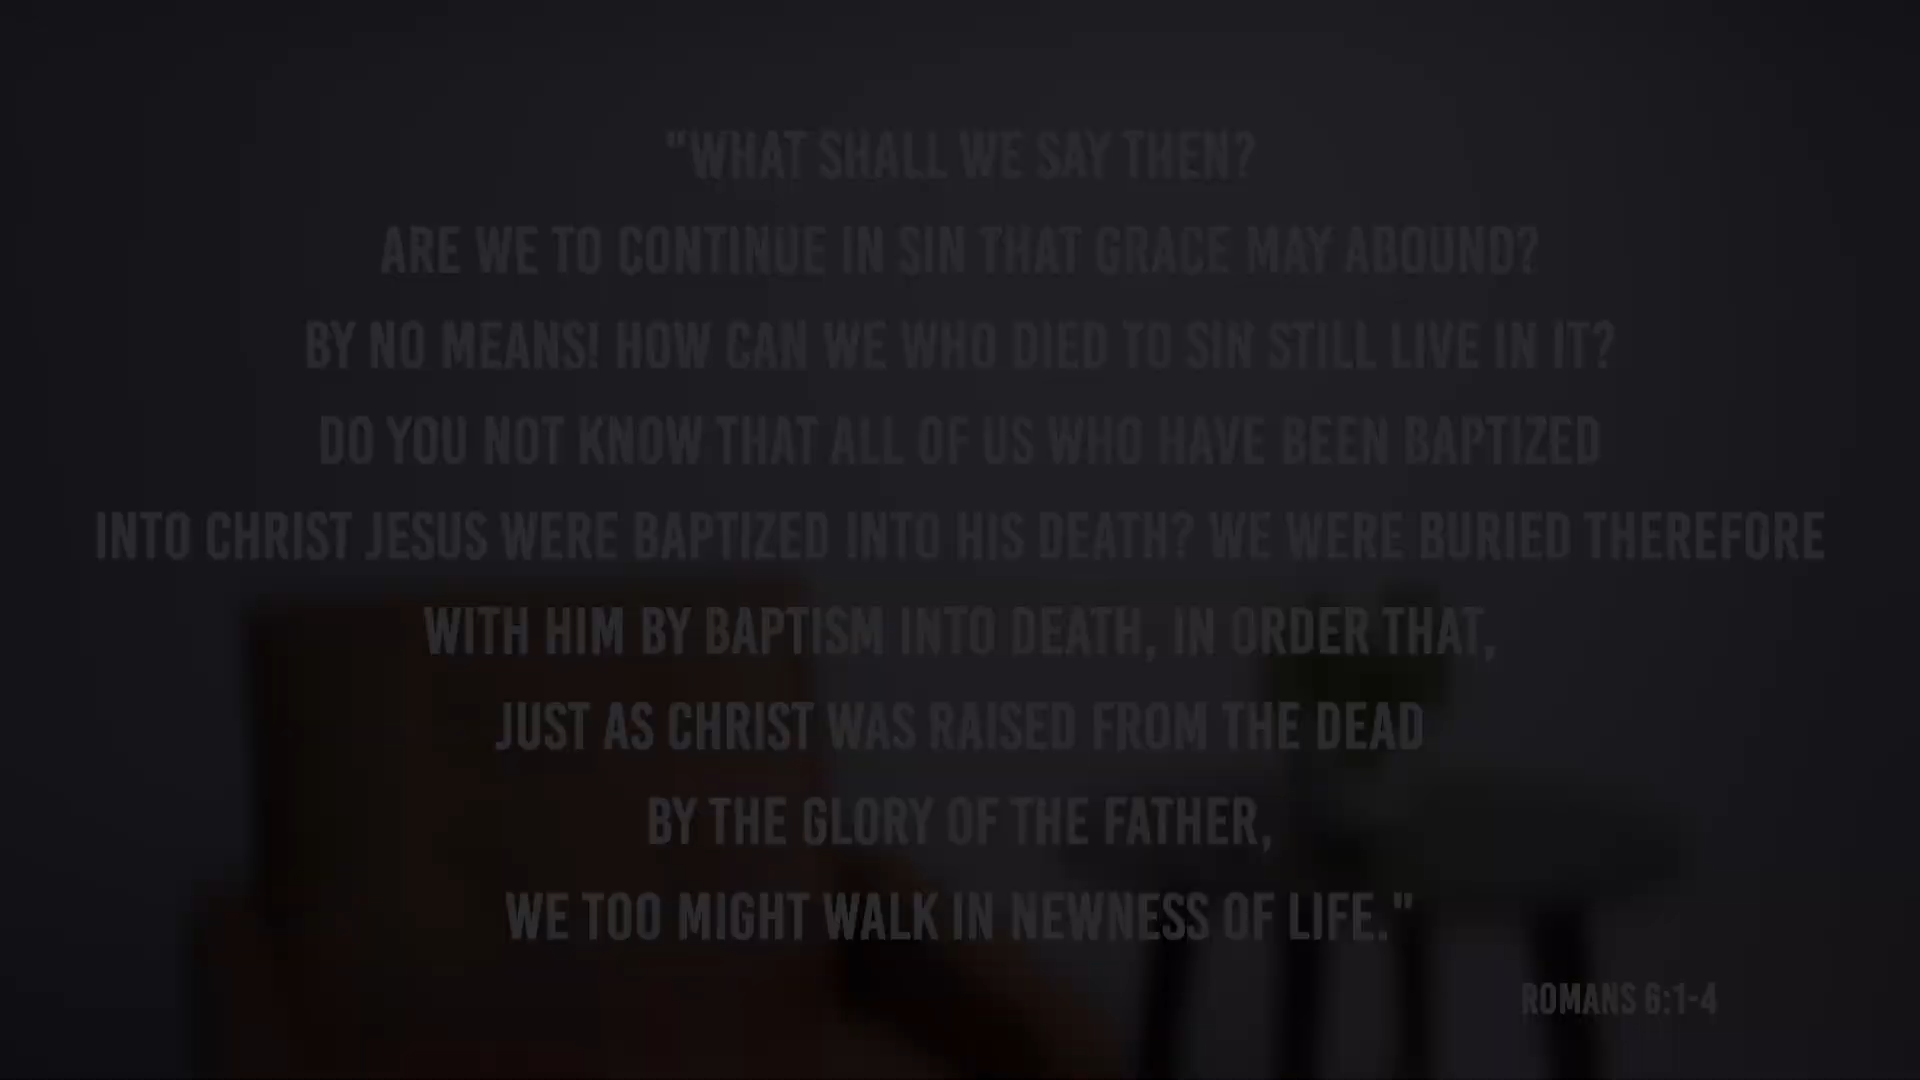 "WHAT SHALL WE SAY THEN?
ARE WE TO CONTINUE IN SIN THAT GRACE MAY ABOUND?
BY NO MEANS! HOW CAN WE WHO DIED TO SIN STILL LIVE IN IT?
DO YOU NOT KNOW THAT ALL OF US WHO HAVE BEEN BAPTIZED
INTO CHRIST JESUS WERE BAPTIZED INTO HIS DEATH? WE WERE BURIED THEREFORE
WITH HIM BY BAPTISM INTO DEATH, IN ORDER THAT,
JUST AS CHRIST WAS RAISED FROM THE DEAD
BY THE GLORY OF THE FATHER,
WE TOO MIGHT WALK IN NEWNESS OF LIFE."
ROMANS 6:1-4